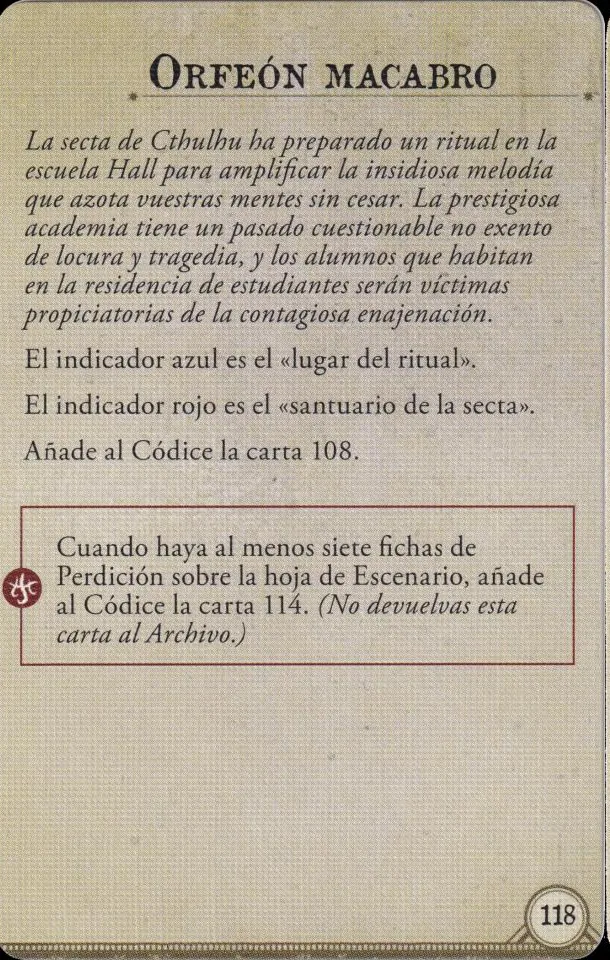 Orfeón macabro
La secta de Cthulhu ha preparado un ritual en la
escuela Hall para amplificar la insidiosa melodía
que azota vuestras mentes sin cesar. La prestigiosa
academia tiene un pasado cuestionable no exento
de locura y tragedia, y los alumnos que habitan
en la residencia de estudiantes serán víctimas
propiciatorias de la contagiosa enajenación.
El indicador azul es el «lugar del ritual».
El indicador rojo es el «santuario de la secta».
Añade al Códice la carta 108.
Cuando haya al menos siete fichas de
Perdición sobre la hoja de Escenario, añade
al Códice la carta 114. (No devuelvas esta
carta al Archivo.)
118